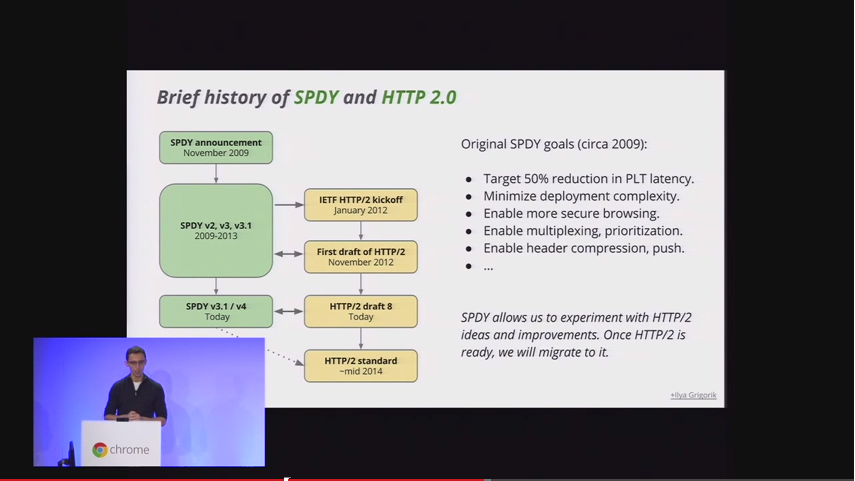 Brief history of SPDY and HTTP 2.0
SPDY announcement
November 2009
SPDY v2, v3, v3.1
2009-2013
SPDY v3.1 / v4
Today
IETF HTTP/2 kickoff
January 2012
First draft of HTTP/2
November 2012
HTTP/2 draft 8
Today
HTTP/2 standard
~mid 2014
Original SPDY goals (circa 2009):
● Target 50% reduction in PLT latency.
● Minimize deployment complexity.
● Enable more secure browsing.
● Enable multiplexing, prioritization.
● Enable header compression, push.
● ...
SPDY allows us to experiment with HTTP/2
ideas and improvements. Once HTTP/2 is
ready, we will migrate to it.
+Ilya Grigorik
chrome